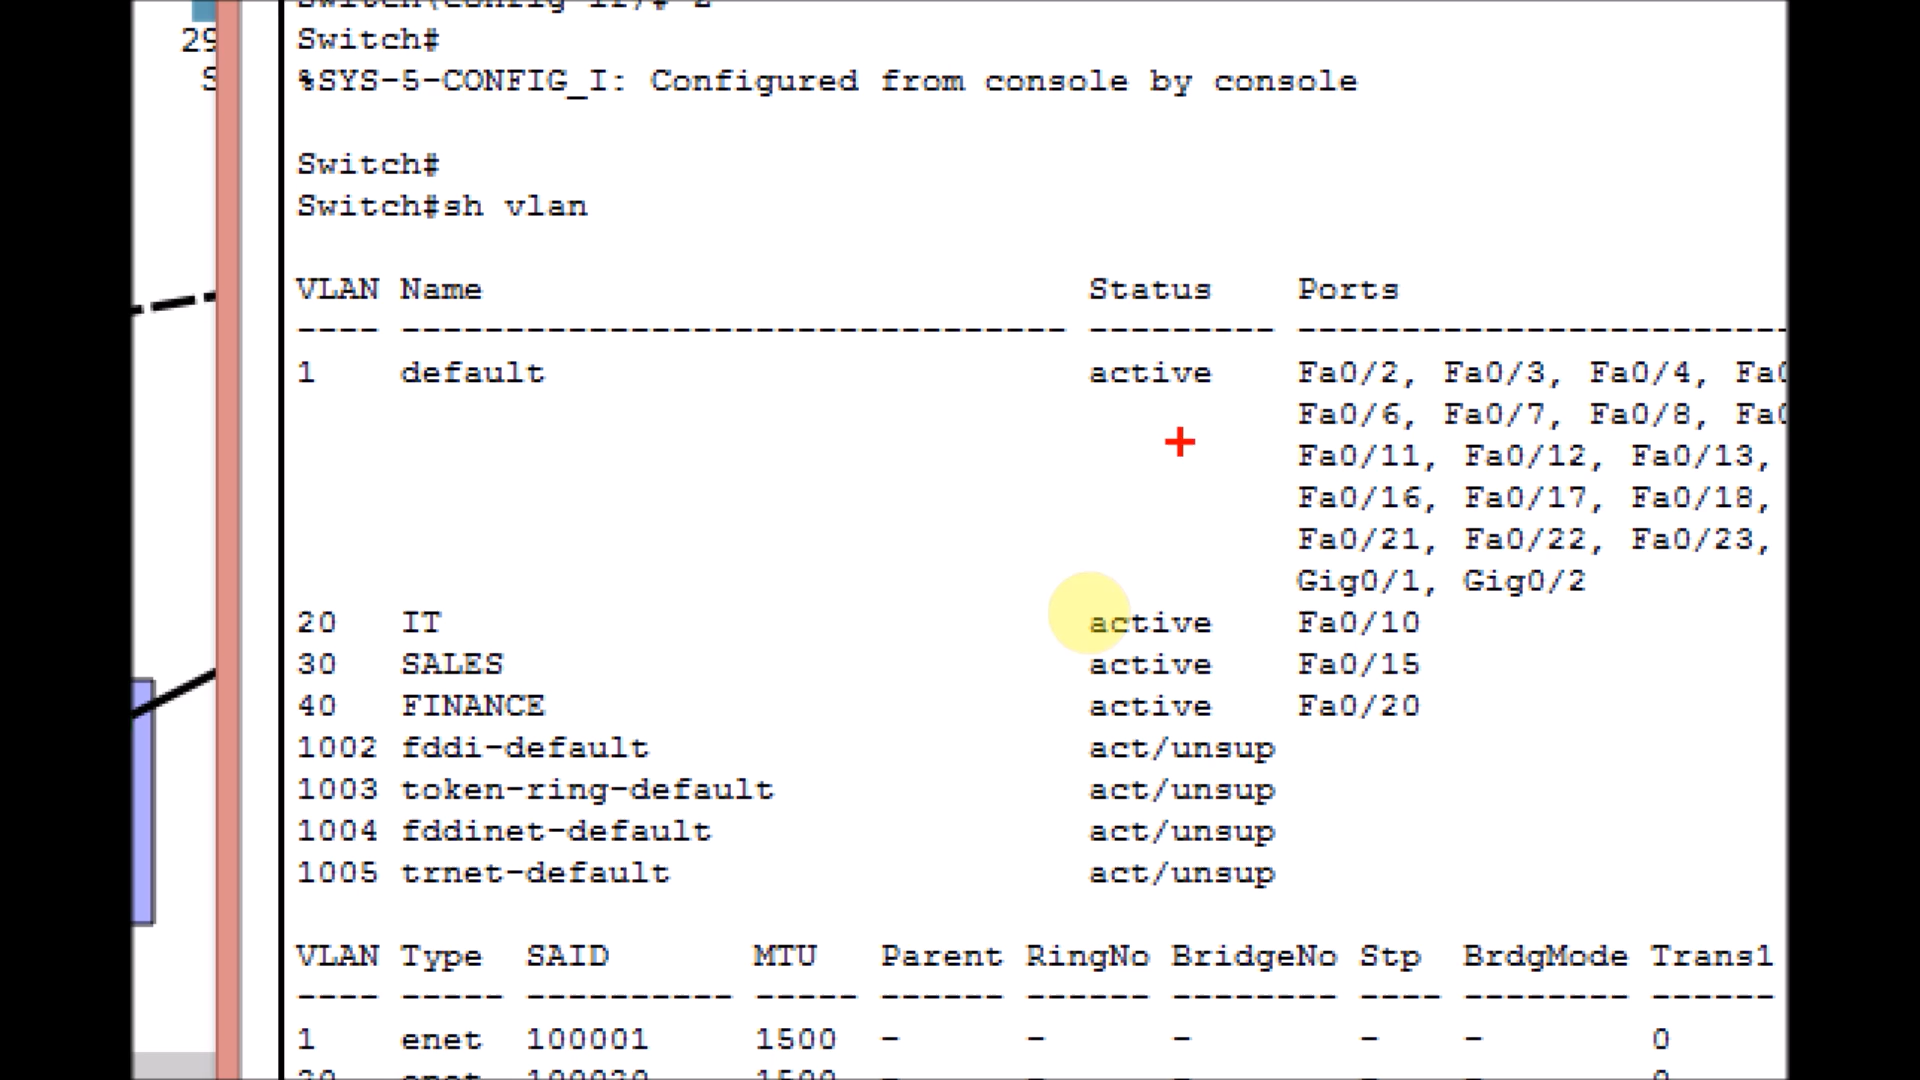 29
S
Switch#
%SYS-5-CONFIG_I: Configured from console by console
Switch#
Switch#sh vlan
VLAN Name Status Ports
---- -------------------------------- --------- ------------------------
1 default active Fa0/2, Fa0/3, Fa0/4, Fa0
Fa0/6, Fa0/7, Fa0/8, Fa0
Fa0/11, Fa0/12, Fa0/13,
Fa0/16, Fa0/17, Fa0/18,
Fa0/21, Fa0/22, Fa0/23,
Gig0/1, Gig0/2
20 IT active Fa0/10
30 SALES active Fa0/15
40 FINANCE active Fa0/20
1002 fddi-default act/unsup
1003 token-ring-default act/unsup
1004 fddinet-default act/unsup
1005 trnet-default act/unsup
VLAN Type SAID MTU Parent RingNo BridgeNo Stp BrdgMode Trans1
---- ----- ---------- ----- ------ ------ -------- ---- -------- ------
1 enet 100001 1500 - - - - - 0